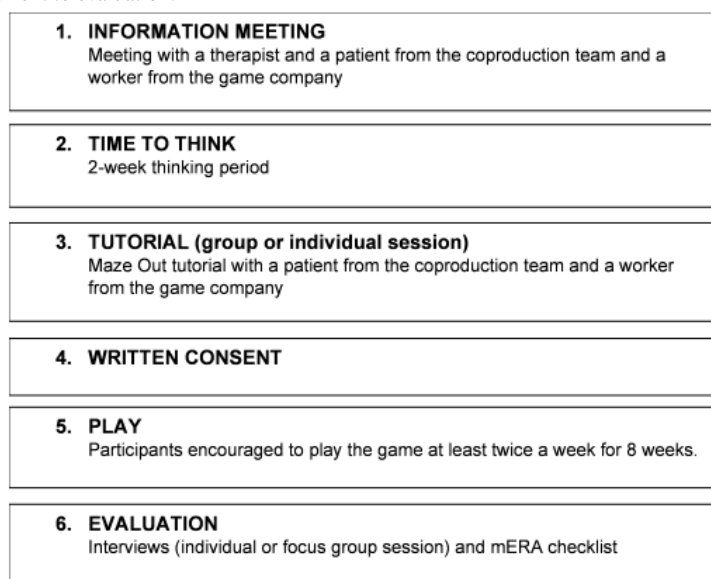 1. INFORMATION MEETING
Meeting with a therapist and a patient from the coproduction team and a
worker from the game company
2. TIME TO THINK
2-week thinking period
3. TUTORIAL (group or individual session)
Maze Out tutorial with a patient from the coproduction team and a worker
from the game company
4. WRITTEN CONSENT
5. PLAY
Participants encouraged to play the game at least twice a week for 8 weeks.
6. EVALUATION
Interviews (individual or focus group session) and mERA checklist